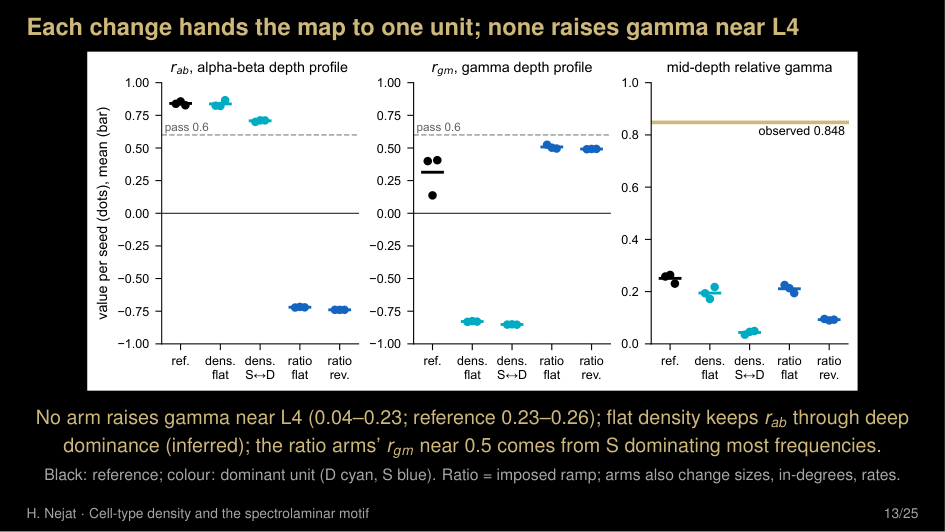 Each change hands the map to one unit; none raises gamma near L4
r_ab, alpha-beta depth profile
r_gm, gamma depth profile
mid-depth relative gamma
value per seed (dots), mean (bar)
1.00
0.75
0.50
0.25
0.00
−0.25
−0.50
−0.75
−1.00
pass 0.6
ref.
dens. flat
dens. S↔D
ratio flat
ratio rev.
1.00
0.75
0.50
0.25
0.00
−0.25
−0.50
−0.75
−1.00
pass 0.6
ref.
dens. flat
dens. S↔D
ratio flat
ratio rev.
1.0
0.8
0.6
0.4
0.2
0.0
observed 0.848
ref.
dens. flat
dens. S↔D
ratio flat
ratio rev.
No arm raises gamma near L4 (0.04–0.23; reference 0.23–0.26); flat density keeps r_ab through deep
dominance (inferred); the ratio arms’ r_gm near 0.5 comes from S dominating most frequencies.
Black: reference; colour: dominant unit (D cyan, S blue). Ratio = imposed ramp; arms also change sizes, in-degrees, rates.
H. Nejat · Cell-type density and the spectrolaminar motif
13/25